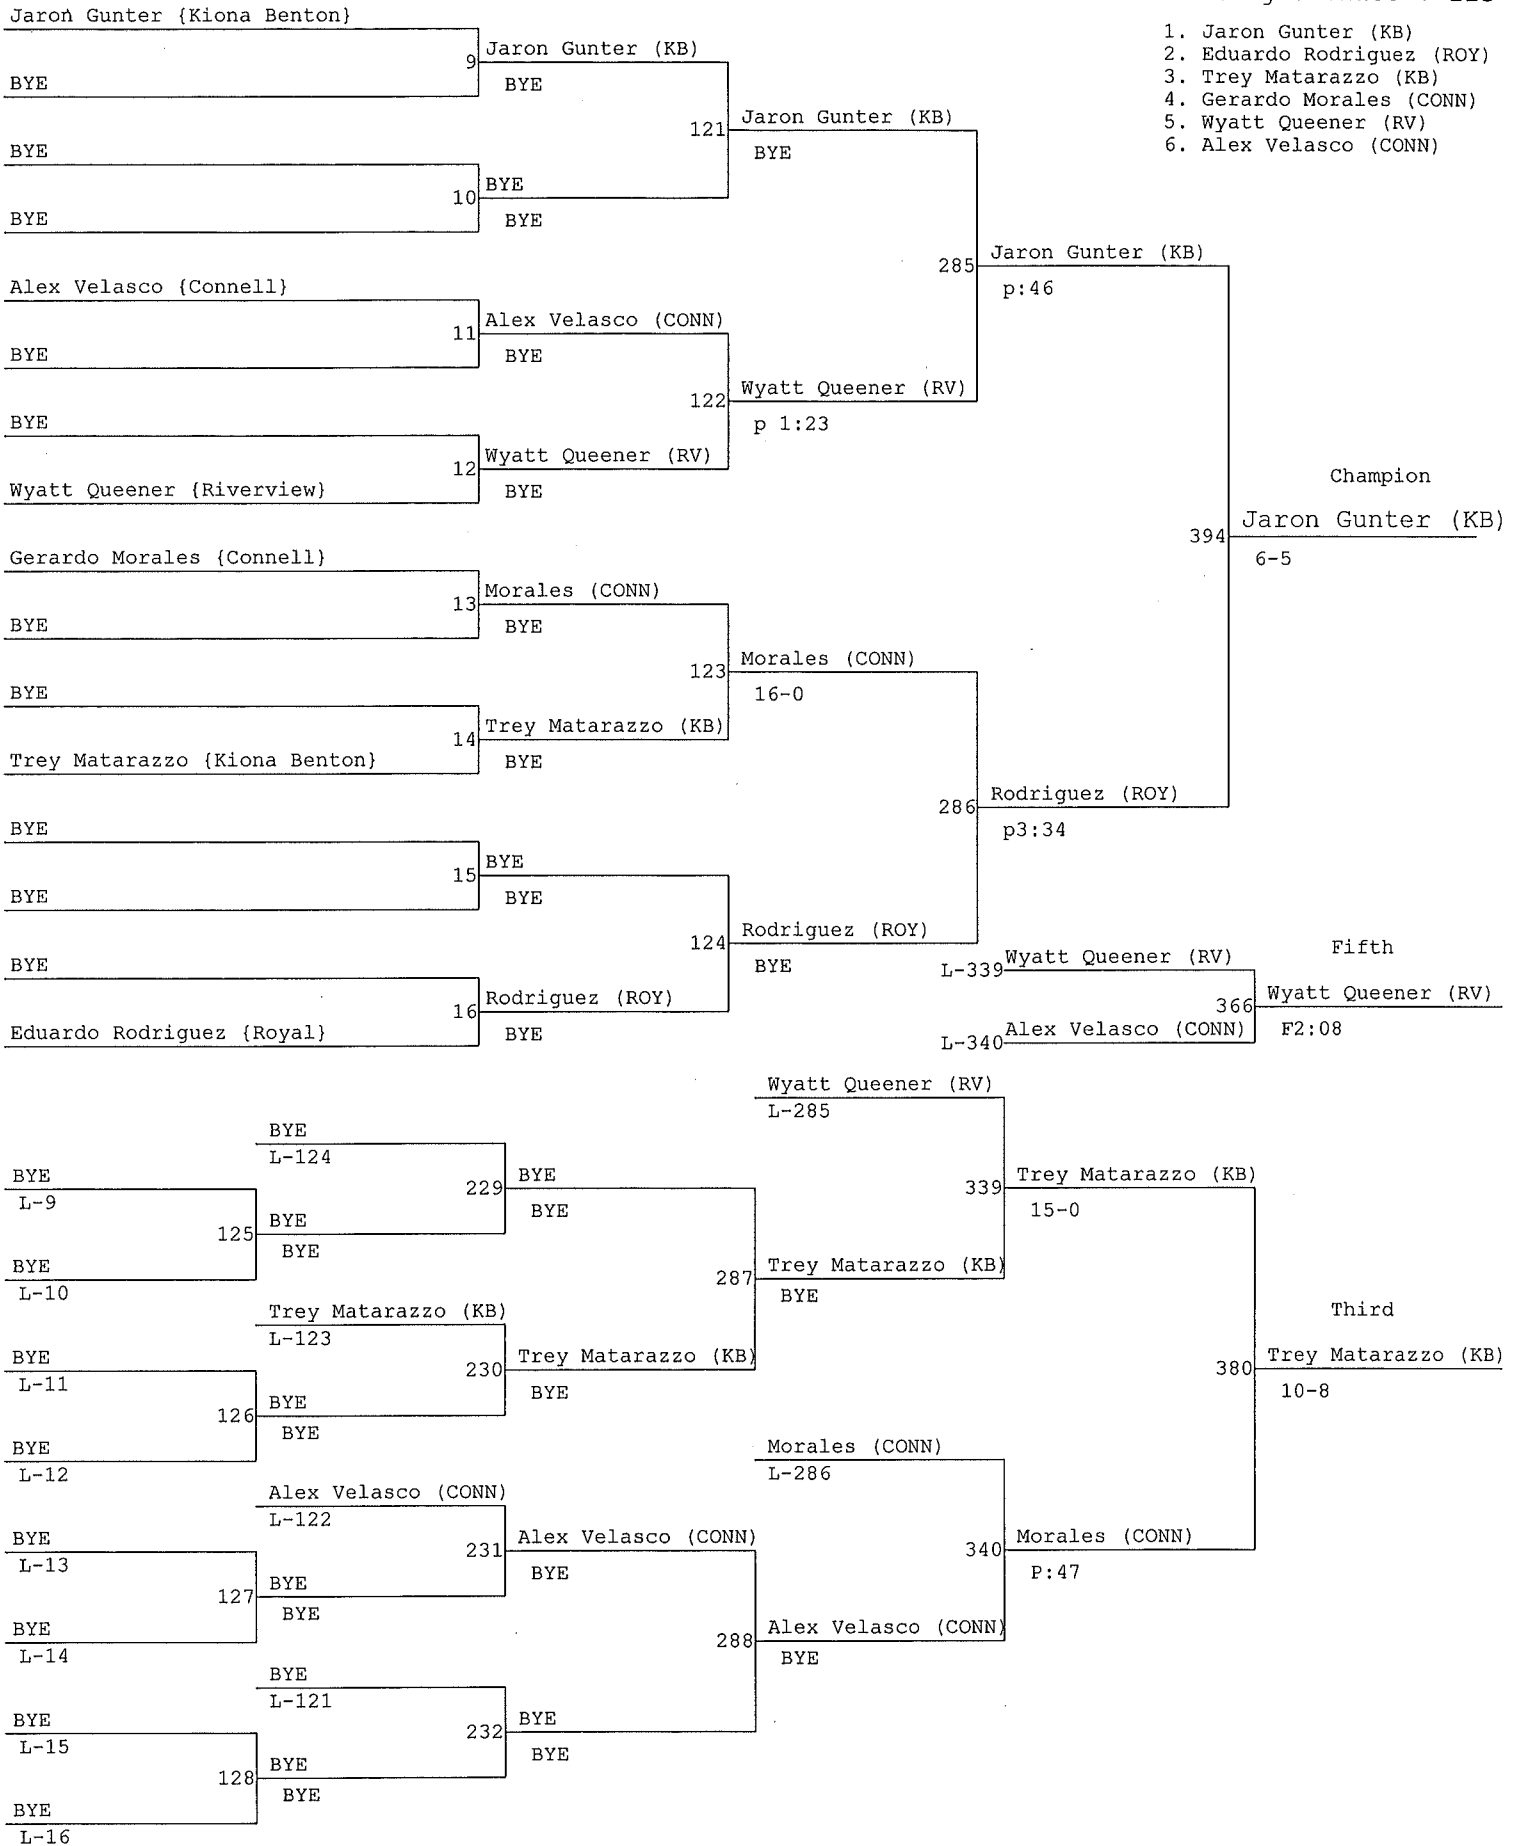 Jaron Gunter {Kiona Benton}
9
Jaron Gunter (KB)
BYE
BYE
121
Jaron Gunter (KB)
BYE
BYE
10
BYE
BYE
BYE
285
Jaron Gunter (KB)
p:46
Alex Velasco {Connell}
11
Alex Velasco (CONN)
BYE
BYE
122
Wyatt Queener (RV)
p 1:23
BYE
12
Wyatt Queener (RV)
Wyatt Queener {Riverview}
BYE
1. Jaron Gunter (KB)
2. Eduardo Rodriguez (ROY)
3. Trey Matarazzo (KB)
4. Gerardo Morales (CONN)
5. Wyatt Queener (RV)
6. Alex Velasco (CONN)
Champion
394
Jaron Gunter (KB)
6-5
Gerardo Morales {Connell}
13
Morales (CONN)
BYE
BYE
123
Morales (CONN)
16-0
BYE
14
Trey Matarazzo (KB)
Trey Matarazzo {Kiona Benton}
BYE
286
Rodriguez (ROY)
p3:34
BYE
15
BYE
BYE
BYE
124
Rodriguez (ROY)
BYE
BYE
16
Rodriguez (ROY)
Eduardo Rodriguez {Royal}
BYE
Fifth
L-339
Wyatt Queener (RV)
366
Wyatt Queener (RV)
L-340
Alex Velasco (CONN)
F2:08
Wyatt Queener (RV)
L-285
BYE
L-124
BYE
L-9
229
BYE
BYE
339
Trey Matarazzo (KB)
15-0
125
BYE
BYE
BYE
L-10
287
Trey Matarazzo (KB)
BYE
Trey Matarazzo (KB)
L-123
Third
BYE
L-11
230
Trey Matarazzo (KB)
BYE
380
Trey Matarazzo (KB)
10-8
126
BYE
BYE
BYE
L-12
Morales (CONN)
L-286
Alex Velasco (CONN)
L-122
BYE
L-13
231
Alex Velasco (CONN)
BYE
340
Morales (CONN)
P:47
127
BYE
BYE
BYE
L-14
288
Alex Velasco (CONN)
BYE
BYE
L-121
BYE
L-15
232
BYE
BYE
128
BYE
BYE
BYE
L-16